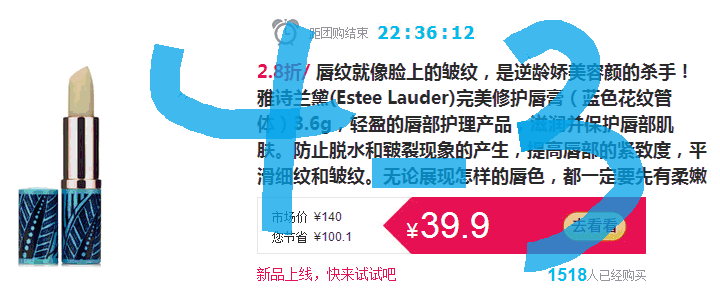 距团购结束 22:36:12
2.8折/ 唇纹就像脸上的皱纹，是逆龄娇美容颜的杀手！
雅诗兰黛(Estee Lauder)完美修护唇膏（蓝色花纹管
体）3.6g，轻盈的唇部护理产品，滋润并保护唇部肌
肤。防止脱水和皲裂现象的产生，提高唇部的紧致度，平
滑细纹和皱纹。无论展现怎样的唇色，都一定要先有柔嫩
市场价 ¥140
您节省 ¥100.1
¥39.9
去看看
新品上线，快来试试吧
1518人已经购买
4-3